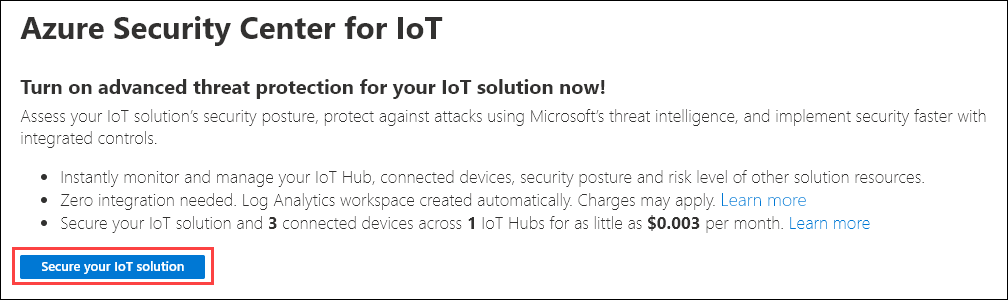 Azure Security Center for IoT
Turn on advanced threat protection for your IoT solution now!
Assess your IoT solution's security posture, protect against attacks using Microsoft's threat intelligence, and implement security faster with
integrated controls.
• Instantly monitor and manage your IoT Hub, connected devices, security posture and risk level of other solution resources.
• Zero integration needed. Log Analytics workspace created automatically. Charges may apply. Learn more
• Secure your IoT solution and 3 connected devices across 1 IoT Hubs for as little as $0.003 per month. Learn more
Secure your IoT solution